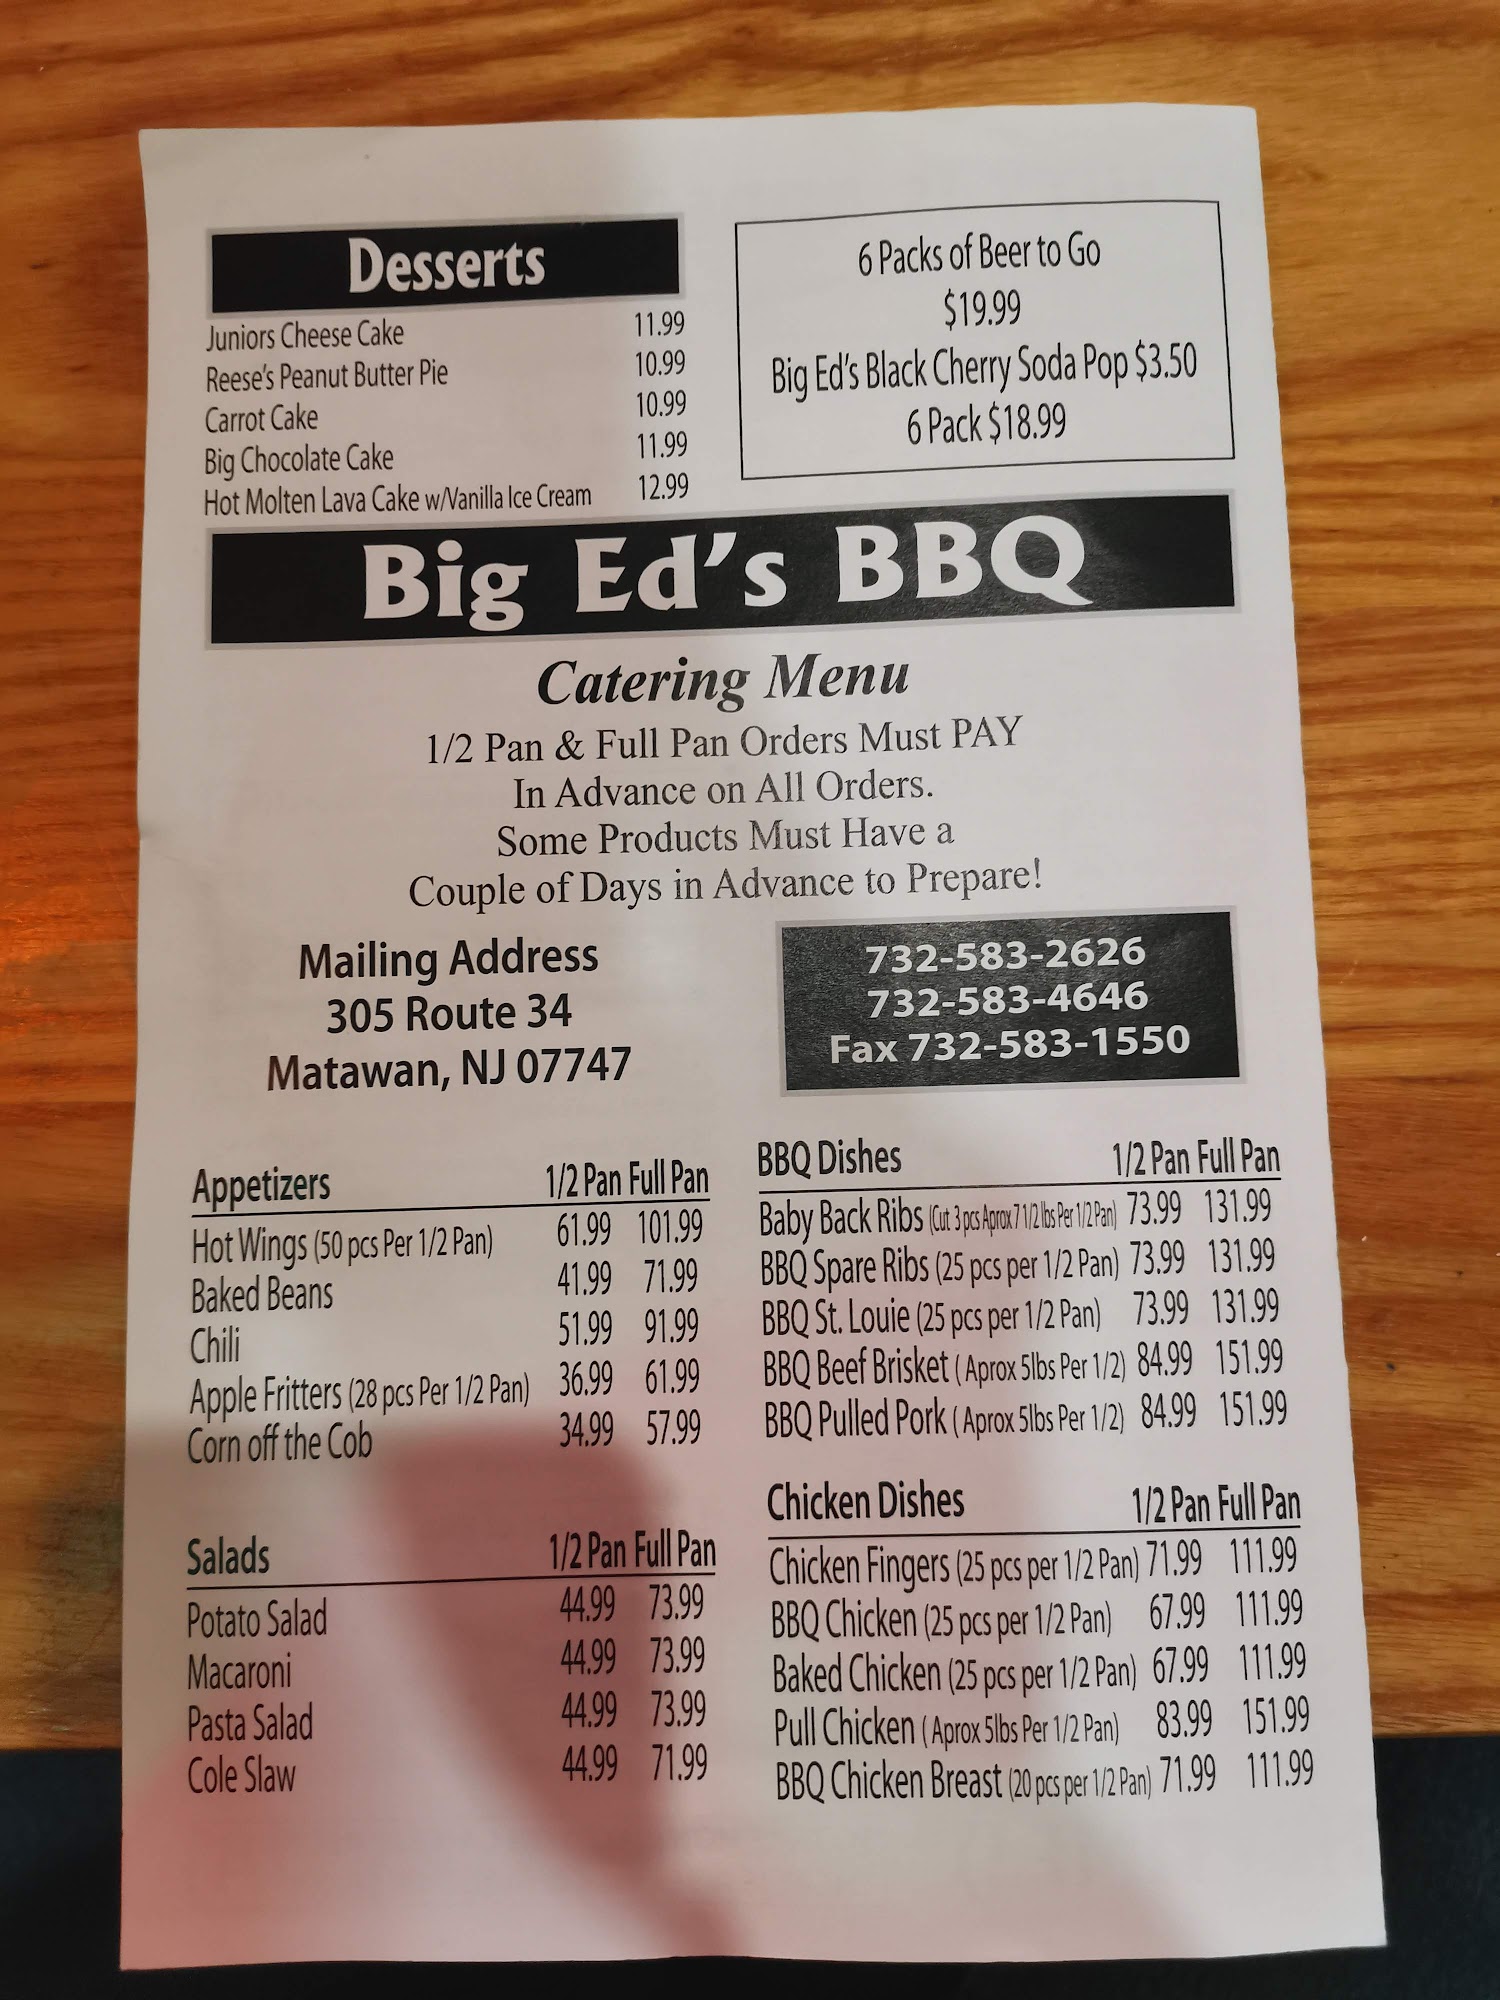 Desserts
Juniors Cheese Cake 11.99
Reese's Peanut Butter Pie 10.99
Carrot Cake 10.99
Big Chocolate Cake 11.99
Hot Molten Lava Cake w/Vanilla Ice Cream 12.99
6 Packs of Beer to Go
$19.99
Big Ed's Black Cherry Soda Pop $3.50
6 Pack $18.99
Big Ed's BBQ
Catering Menu
1/2 Pan & Full Pan Orders Must PAY
In Advance on All Orders.
Some Products Must Have a
Couple of Days in Advance to Prepare!
Mailing Address
305 Route 34
Matawan, NJ 07747
732-583-2626
732-583-4646
Fax 732-583-1550
Appetizers 1/2 Pan Full Pan
Hot Wings (50 pcs Per 1/2 Pan) 61.99 101.99
Baked Beans 41.99 71.99
Chili 51.99 91.99
Apple Fritters (28 pcs Per 1/2 Pan) 36.99 61.99
Corn off the Cob 34.99 57.99
Salads 1/2 Pan Full Pan
Potato Salad 44.99 73.99
Macaroni 44.99 73.99
Pasta Salad 44.99 73.99
Cole Slaw 44.99 71.99
BBQ Dishes 1/2 Pan Full Pan
Baby Back Ribs (Cut 3 pcs Aprox 7 1/2 lbs Per 1/2 Pan) 73.99 131.99
BBQ Spare Ribs (25 pcs per 1/2 Pan) 73.99 131.99
BBQ St. Louie (25 pcs per 1/2 Pan) 73.99 131.99
BBQ Beef Brisket ( Aprox 5lbs Per 1/2) 84.99 151.99
BBQ Pulled Pork ( Aprox 5lbs Per 1/2) 84.99 151.99
Chicken Dishes 1/2 Pan Full Pan
Chicken Fingers (25 pcs per 1/2 Pan) 71.99 111.99
BBQ Chicken (25 pcs per 1/2 Pan) 67.99 111.99
Baked Chicken (25 pcs per 1/2 Pan) 67.99 111.99
Pull Chicken ( Aprox 5lbs Per 1/2 Pan) 83.99 151.99
BBQ Chicken Breast (20 pcs per 1/2 Pan) 71.99 111.99